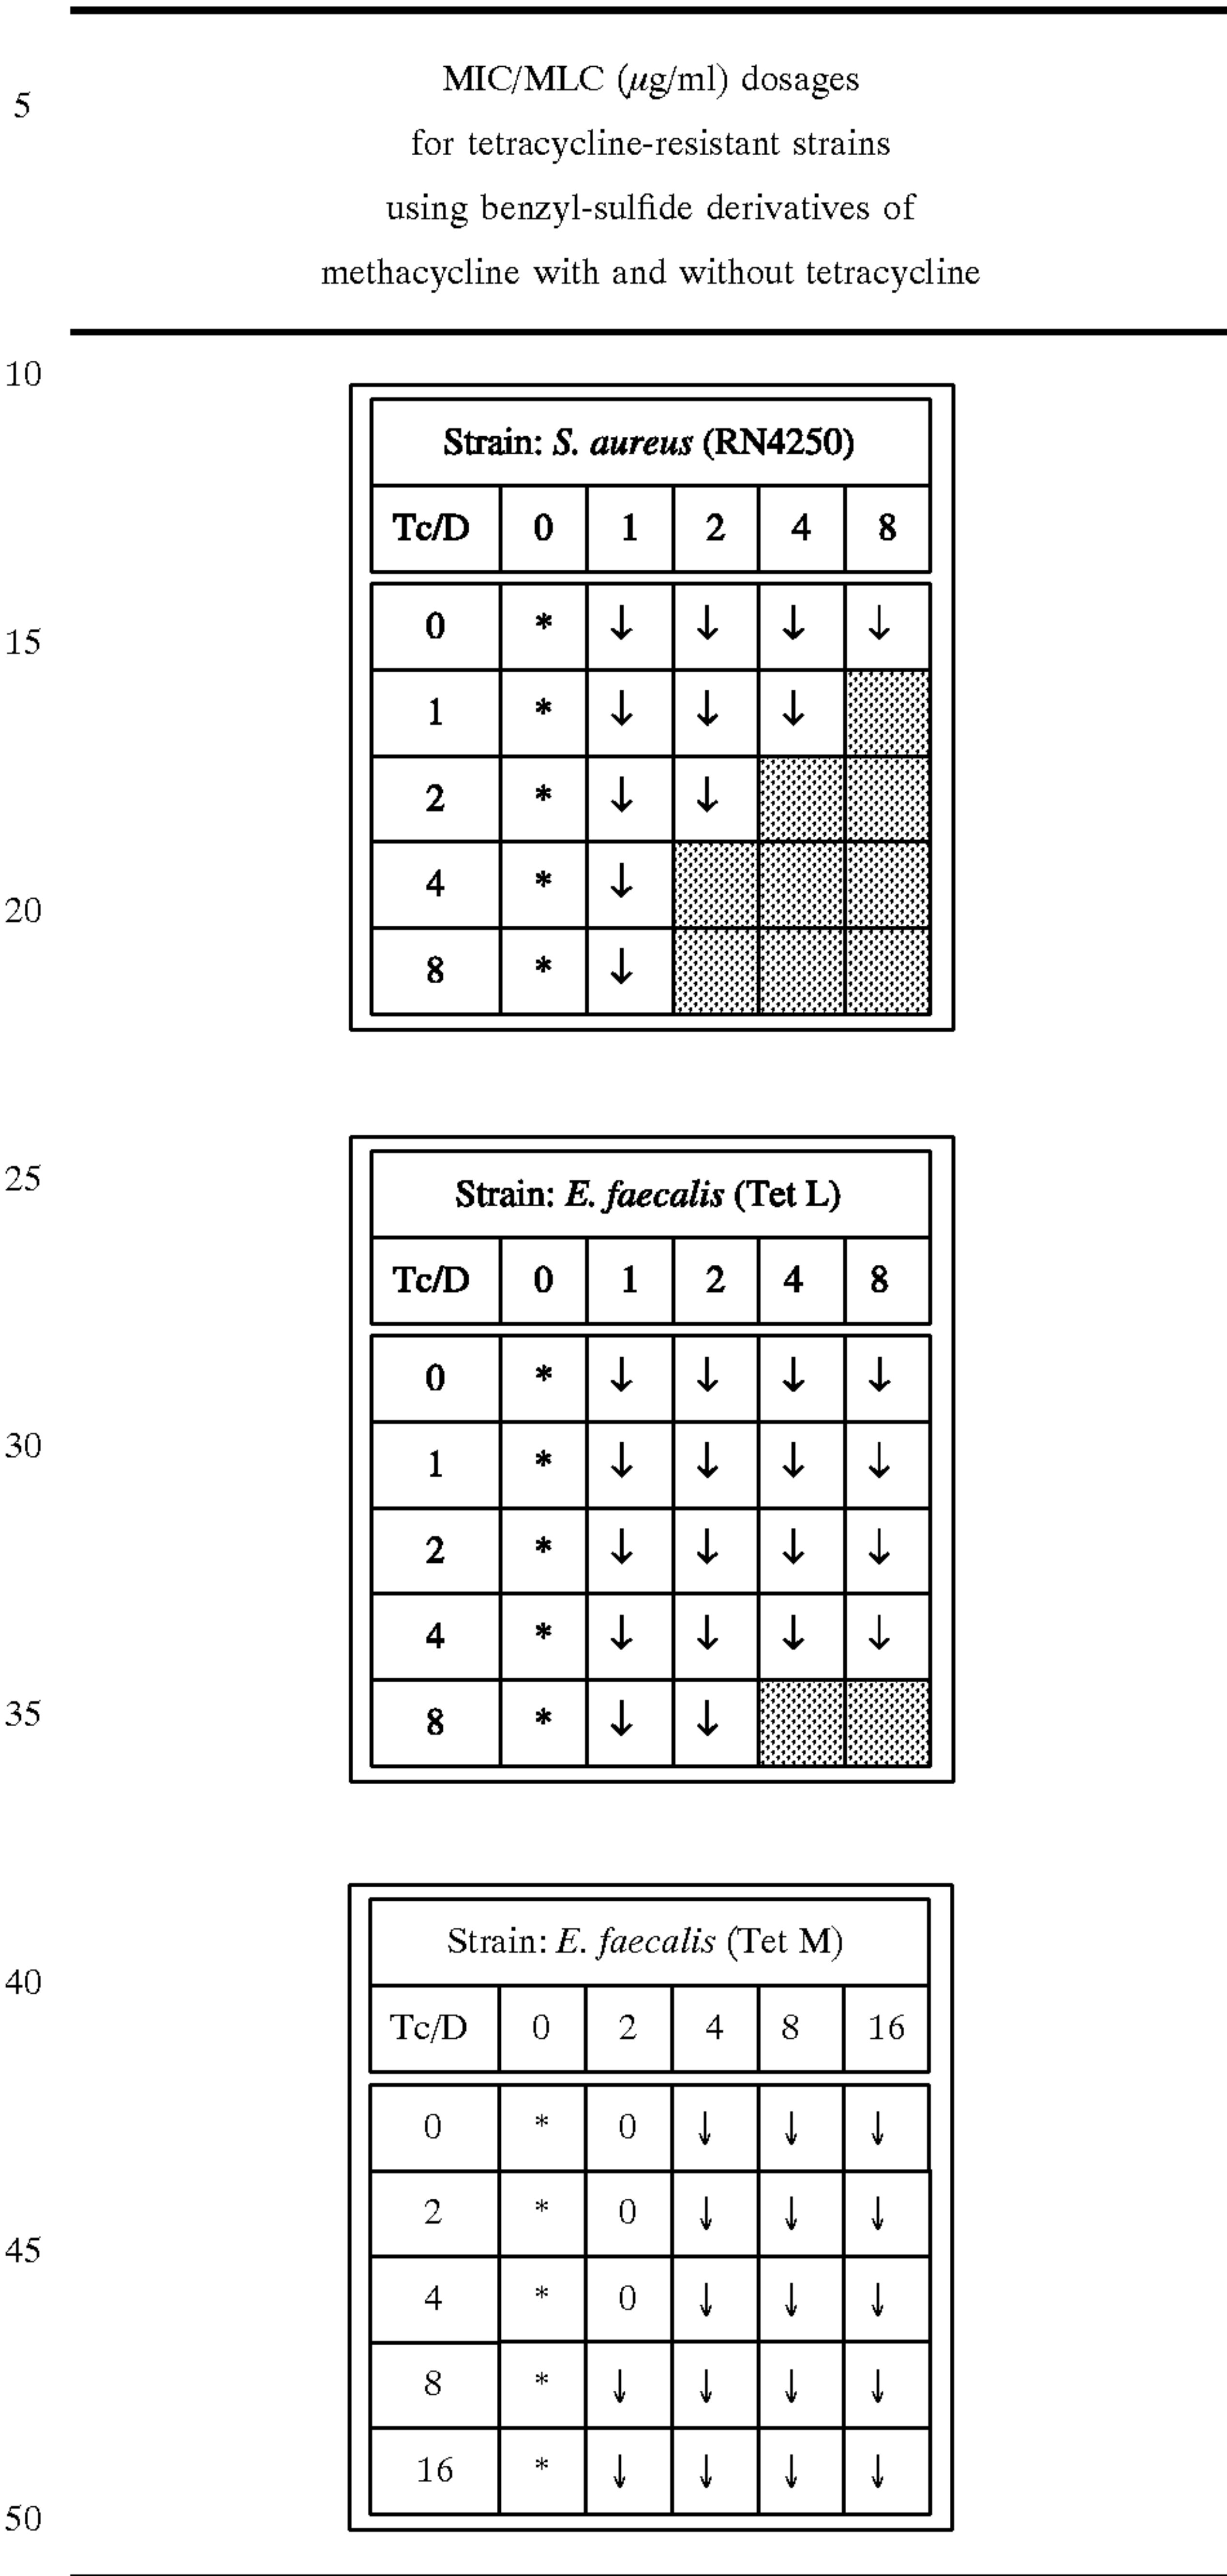 5
MIC/MLC (μg/ml) dosages
for tetracycline-resistant strains
using benzyl-sulfide derivatives of
methacycline with and without tetracycline
10
Strain: S. aureus (RN4250)
Tc/D 0 1 2 4 8
0 * ↓ ↓ ↓ ↓
15
1 * ↓ ↓ ↓
2 * ↓ ↓
4 * ↓
20
8 * ↓
25
Strain: E. faecalis (Tet L)
Tc/D 0 1 2 4 8
0 * ↓ ↓ ↓ ↓
30
1 * ↓ ↓ ↓ ↓
2 * ↓ ↓ ↓ ↓
4 * ↓ ↓ ↓ ↓
35
8 * ↓ ↓
Strain: E. faecalis (Tet M)
40
Tc/D 0 2 4 8 16
0 * 0 ↓ ↓ ↓
2 * 0 ↓ ↓ ↓
45
4 * 0 ↓ ↓ ↓
8 * ↓ ↓ ↓ ↓
16 * ↓ ↓ ↓ ↓
50